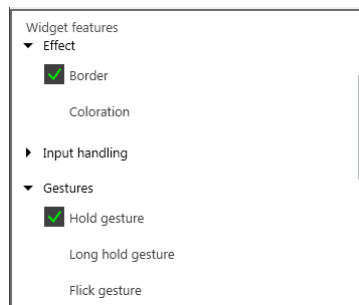 Widget features
Effect
Border
Coloration
Input handling
Gestures
Hold gesture
Long hold gesture
Flick gesture